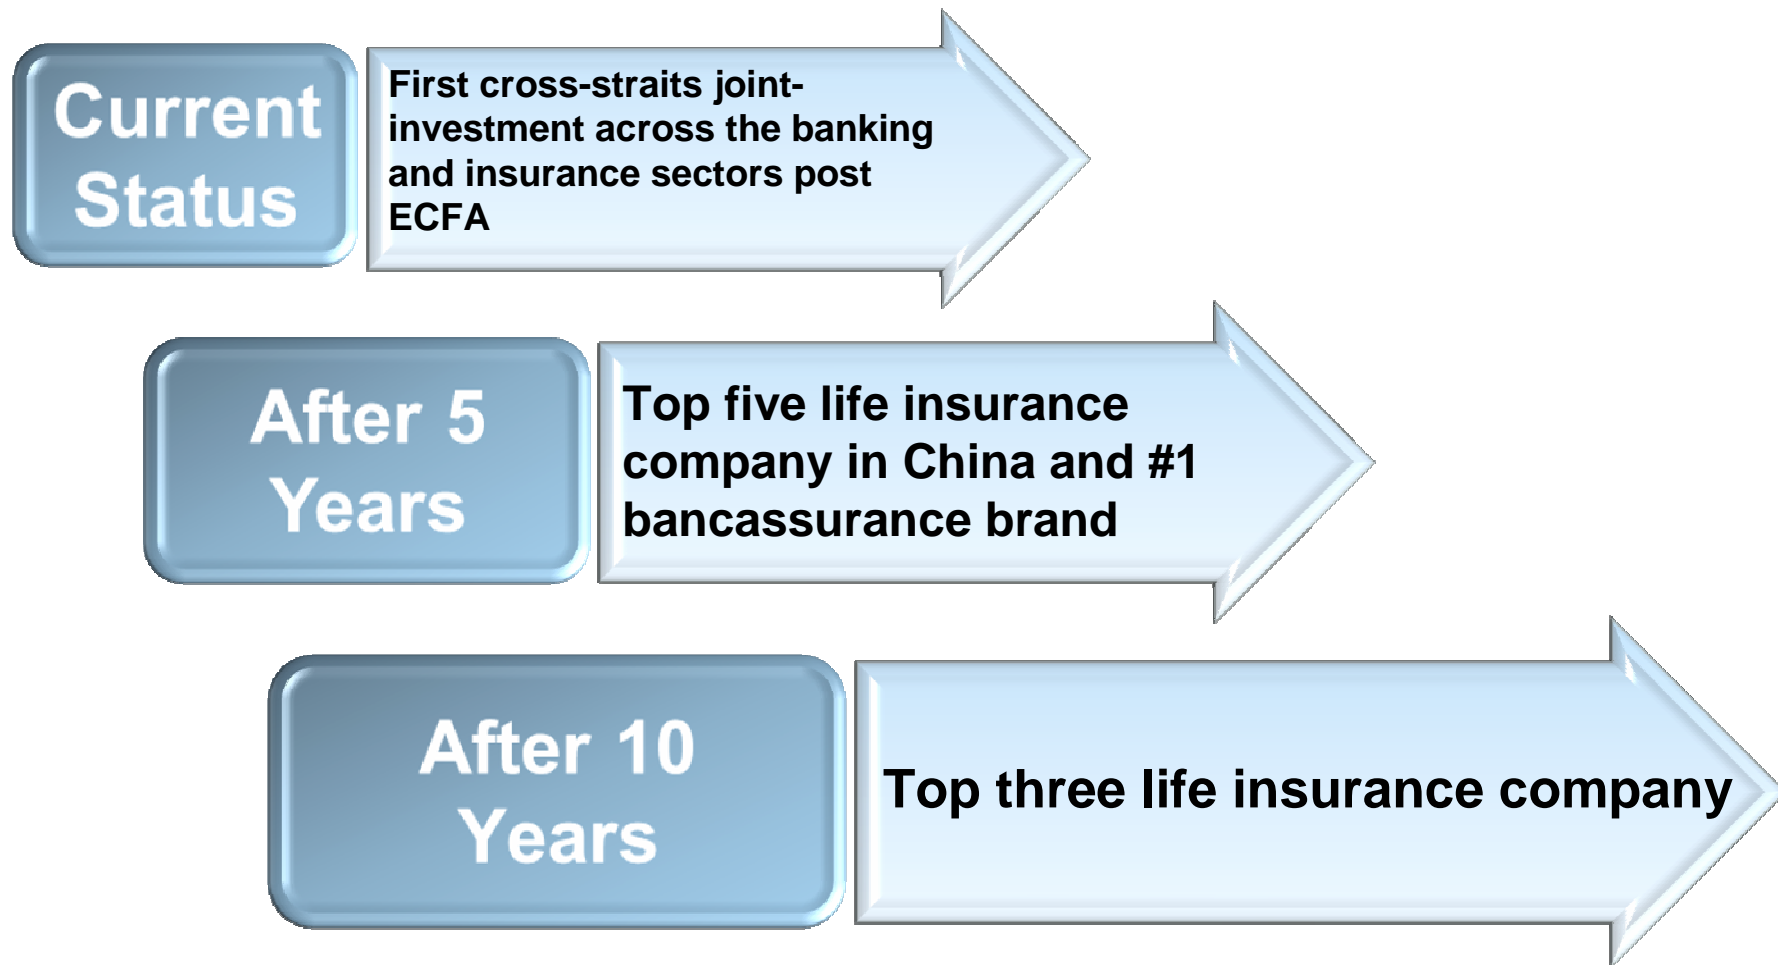 Current
Status
First cross-straits joint-
investment across the banking
and insurance sectors post
ECFA
After 5
Years
Top five life insurance
company in China and #1
bancassurance brand
After 10
Years
Top three life insurance company